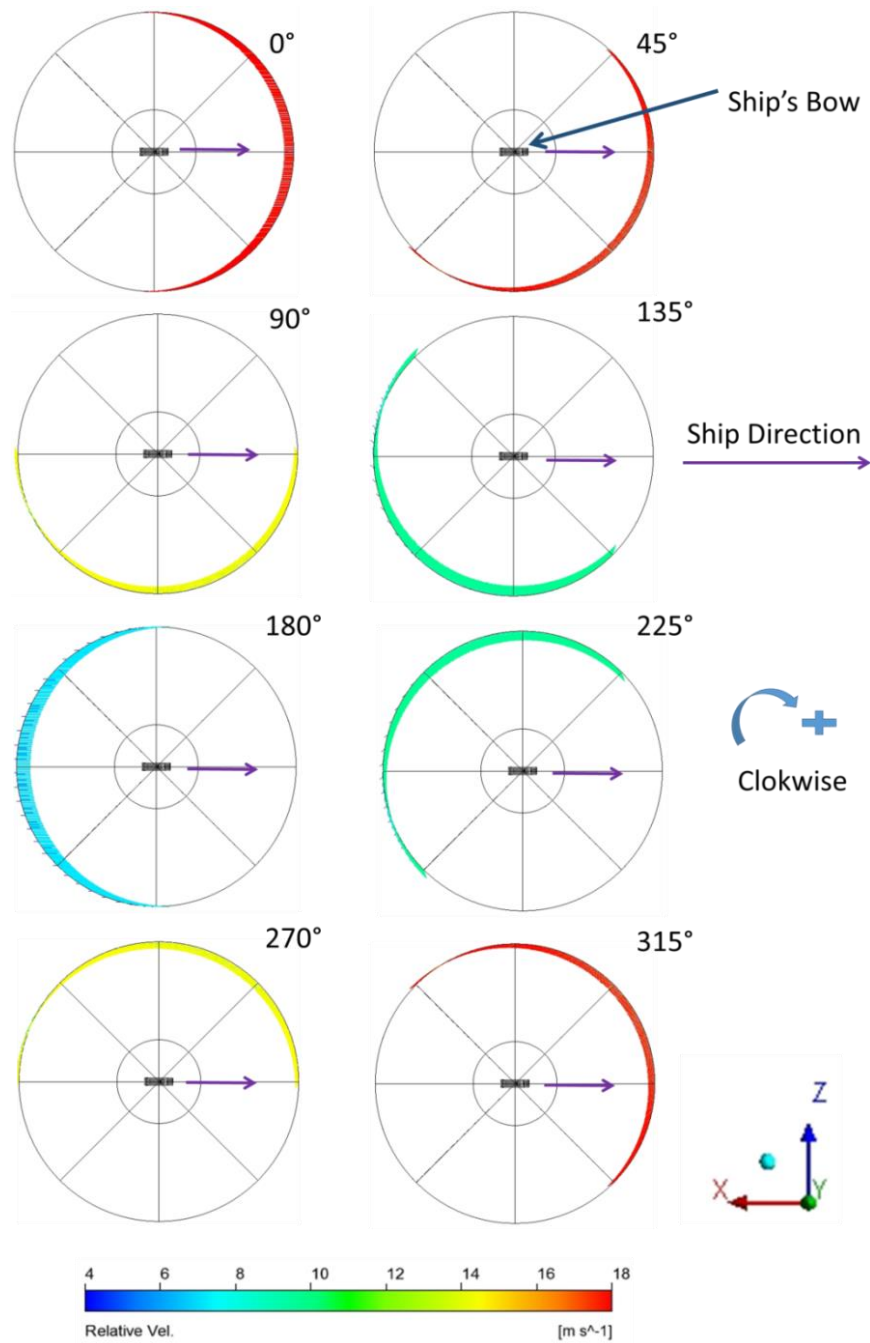 0°
45°
Ship's Bow
90°
135°
Ship Direction
180°
225°
Clokwise
270°
315°
Z
X
Y
4 6 8 10 12 14 16 18
Relative Vel. [m s^-1]